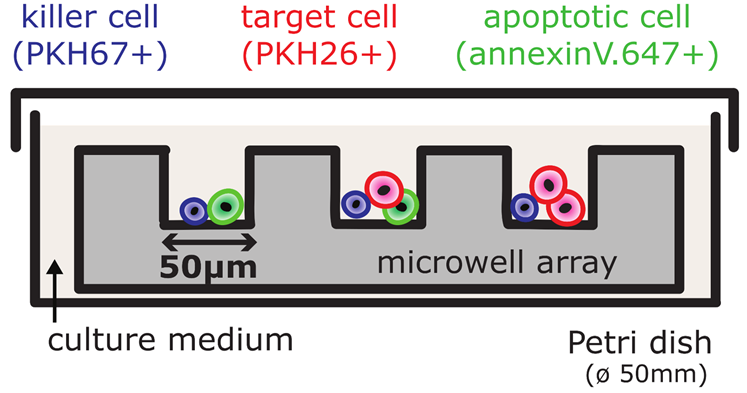 killer cell
(PKH67+)
target cell
(PKH26+)
apoptotic cell
(annexinV.647+)
50µm
microwell array
culture medium
Petri dish
(ø 50mm)